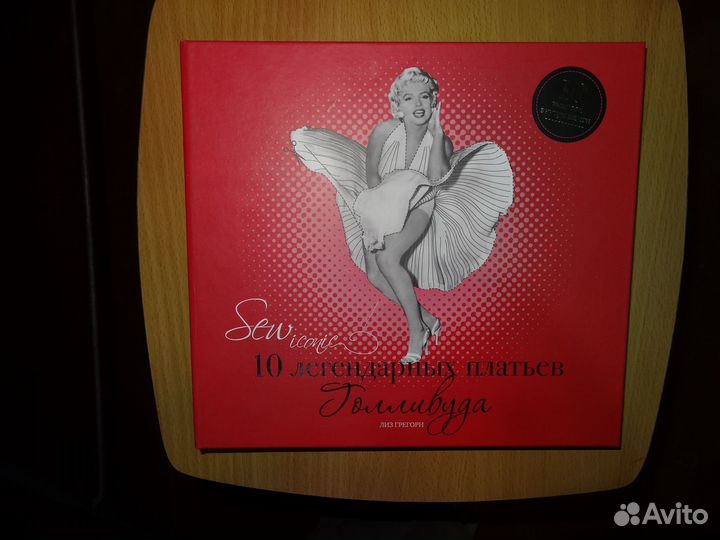 Sew iconic
10 легендарных платьев
Голливуда
ЛИЗ ГРЕГОРИ
Avito